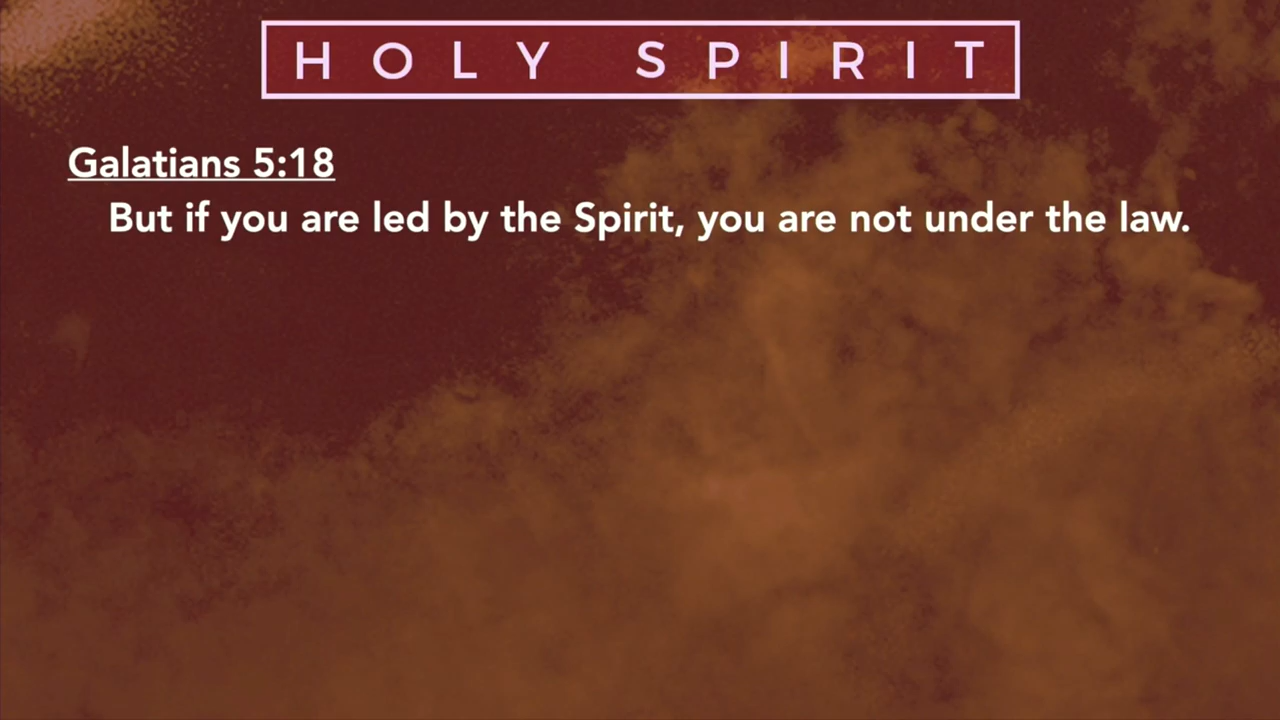 HOLY SPIRIT
Galatians 5:18
But if you are led by the Spirit, you are not under the law.